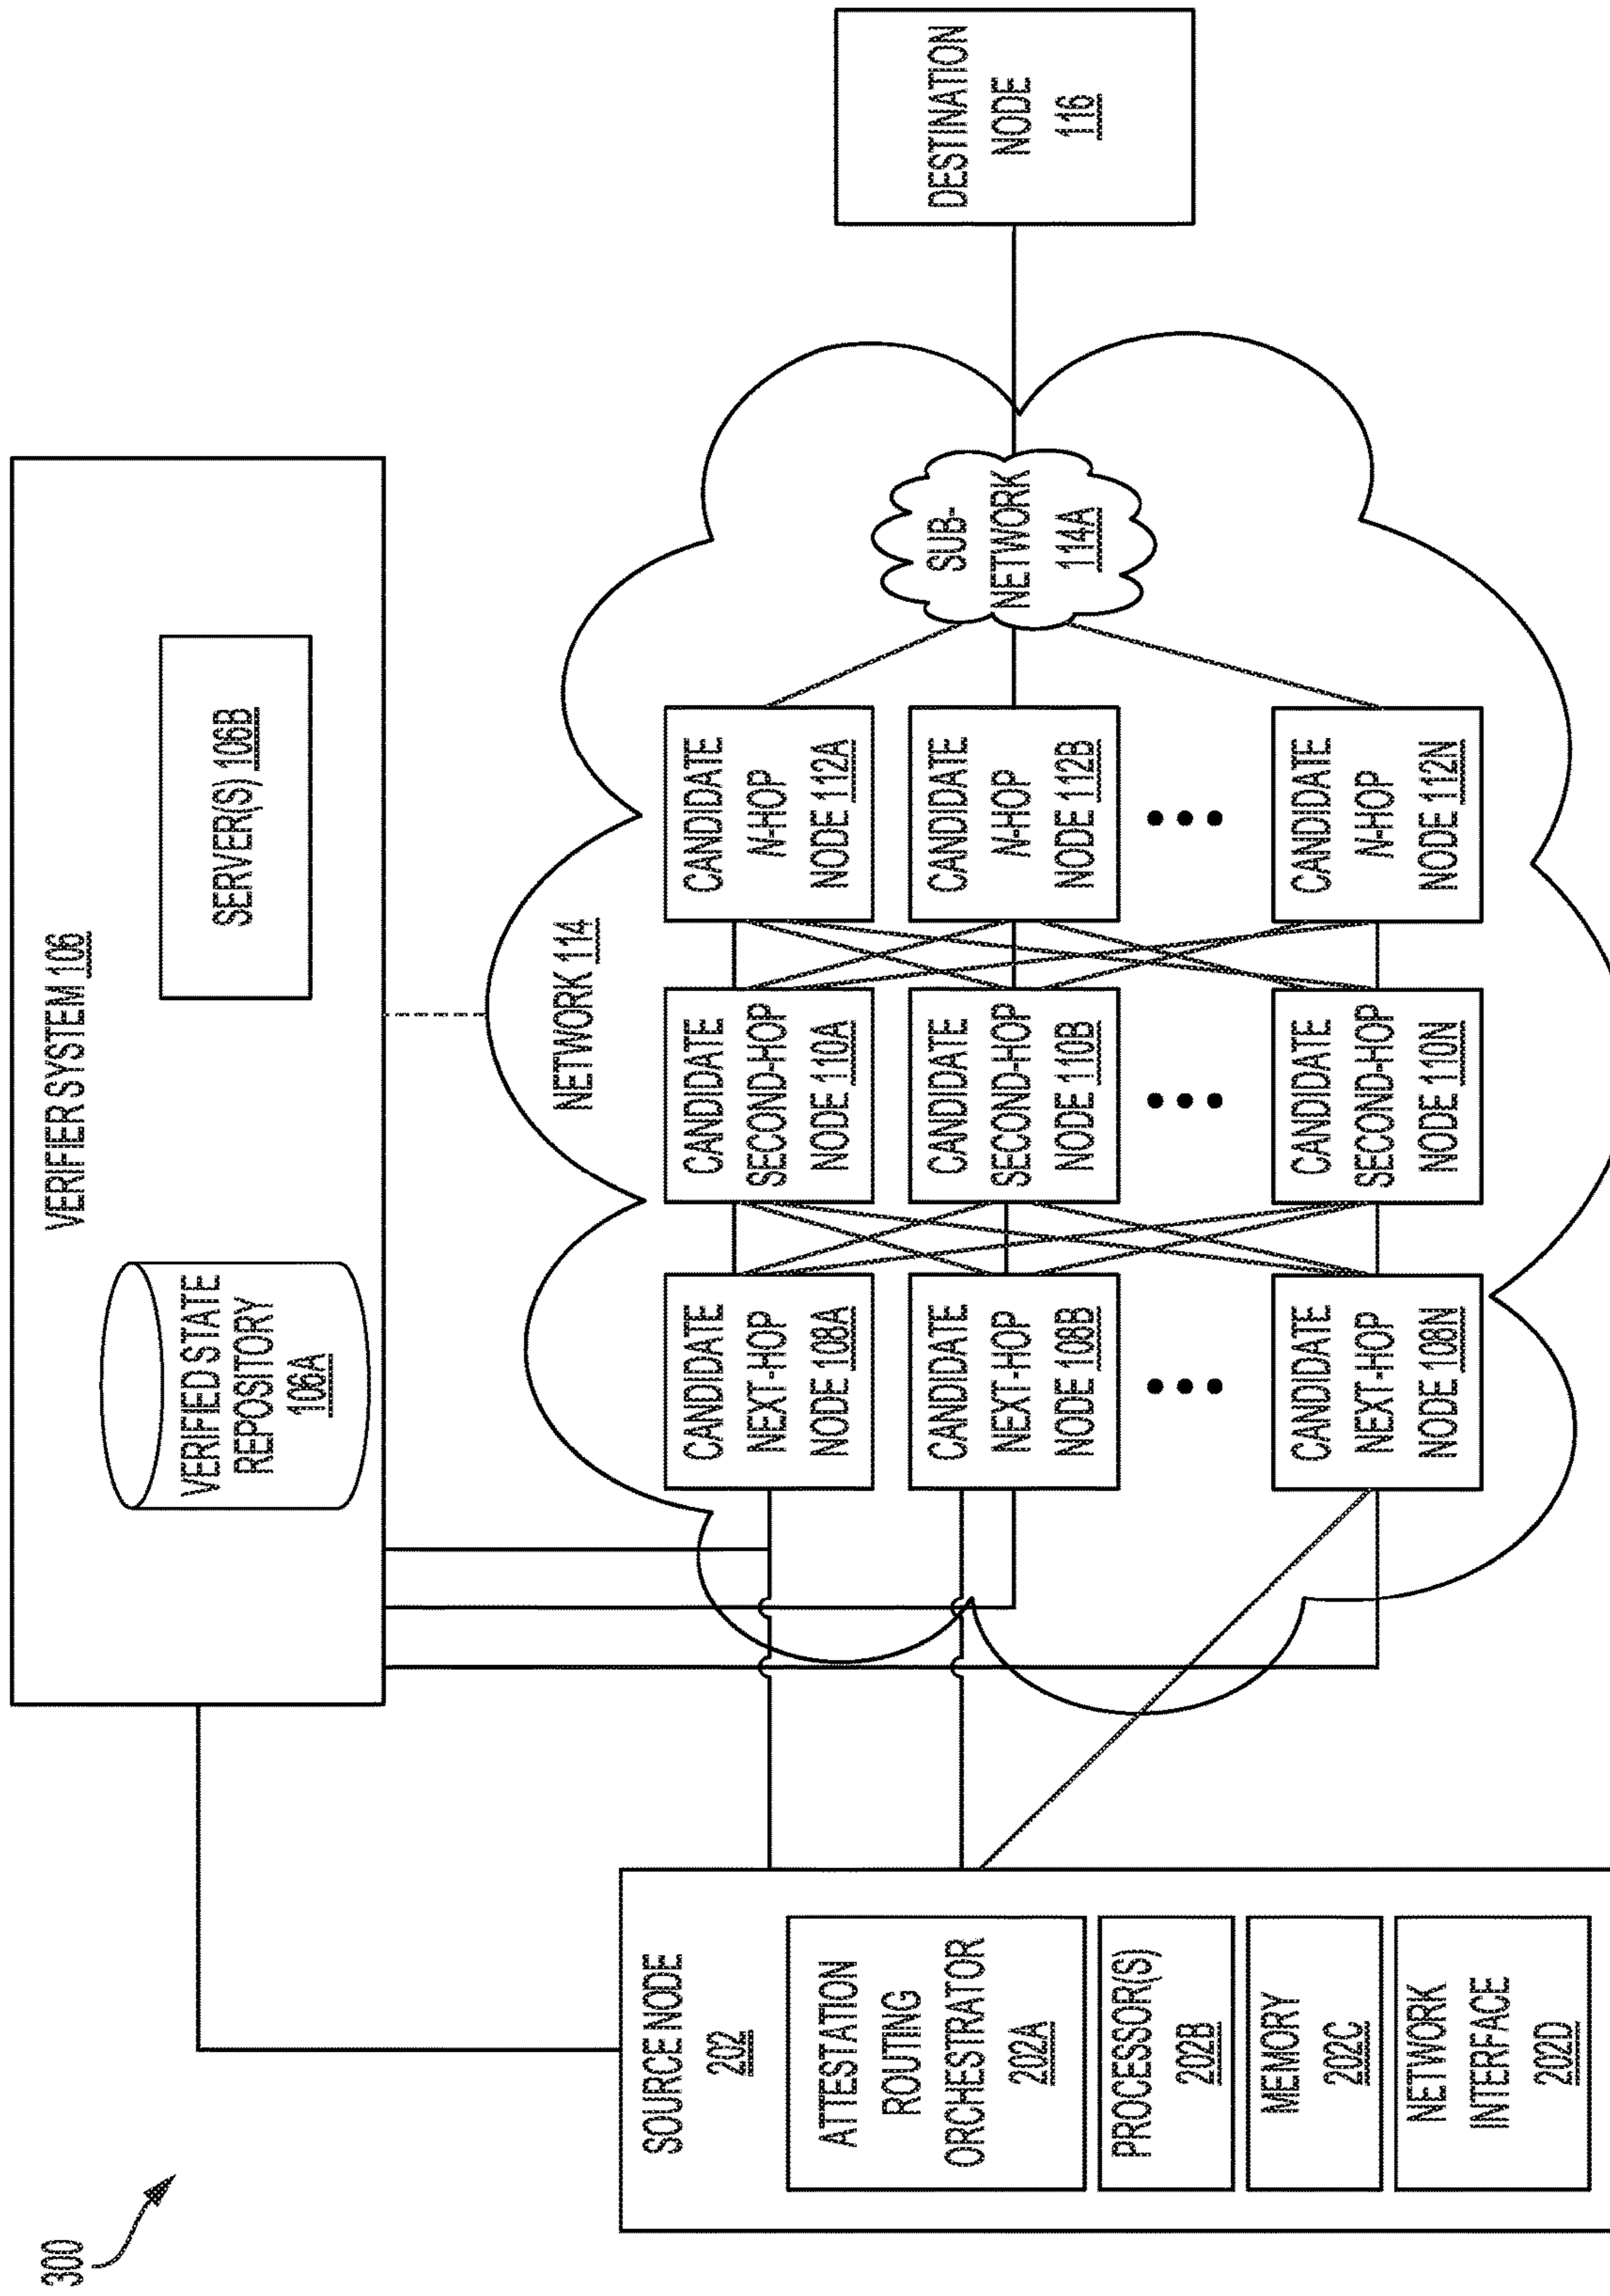 300
VERIFIER SYSTEM 106
VERIFIED STATE
REPOSITORY
106A
SERVER(S) 106B
NETWORK 114
SOURCE NODE
202
ATTESTATION
ROUTING
ORCHESTRATOR
202A
PROCESSOR(S)
202B
MEMORY
202C
NETWORK
INTERFACE
202D
CANDIDATE
NEXT-HOP
NODE 108A
CANDIDATE
SECOND-HOP
NODE 110A
CANDIDATE
N-HOP
NODE 112A
CANDIDATE
NEXT-HOP
NODE 108B
CANDIDATE
SECOND-HOP
NODE 110B
CANDIDATE
N-HOP
NODE 112B
CANDIDATE
NEXT-HOP
NODE 108N
CANDIDATE
SECOND-HOP
NODE 110N
CANDIDATE
N-HOP
NODE 112N
SUB-
NETWORK
114A
DESTINATION
NODE
116